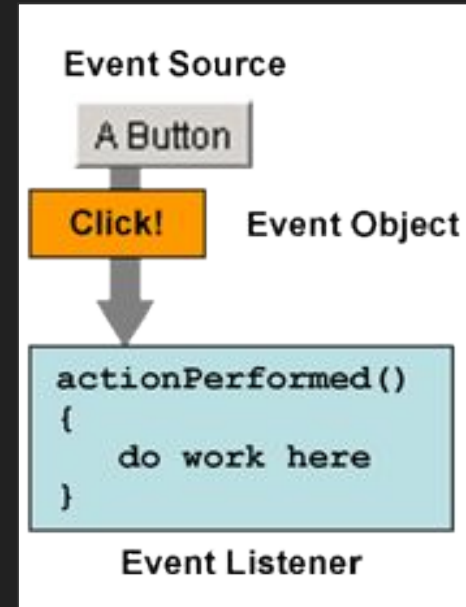 Event Source
A Button
Click!
Event Object
actionPerformed()
{
do work here
}
Event Listener